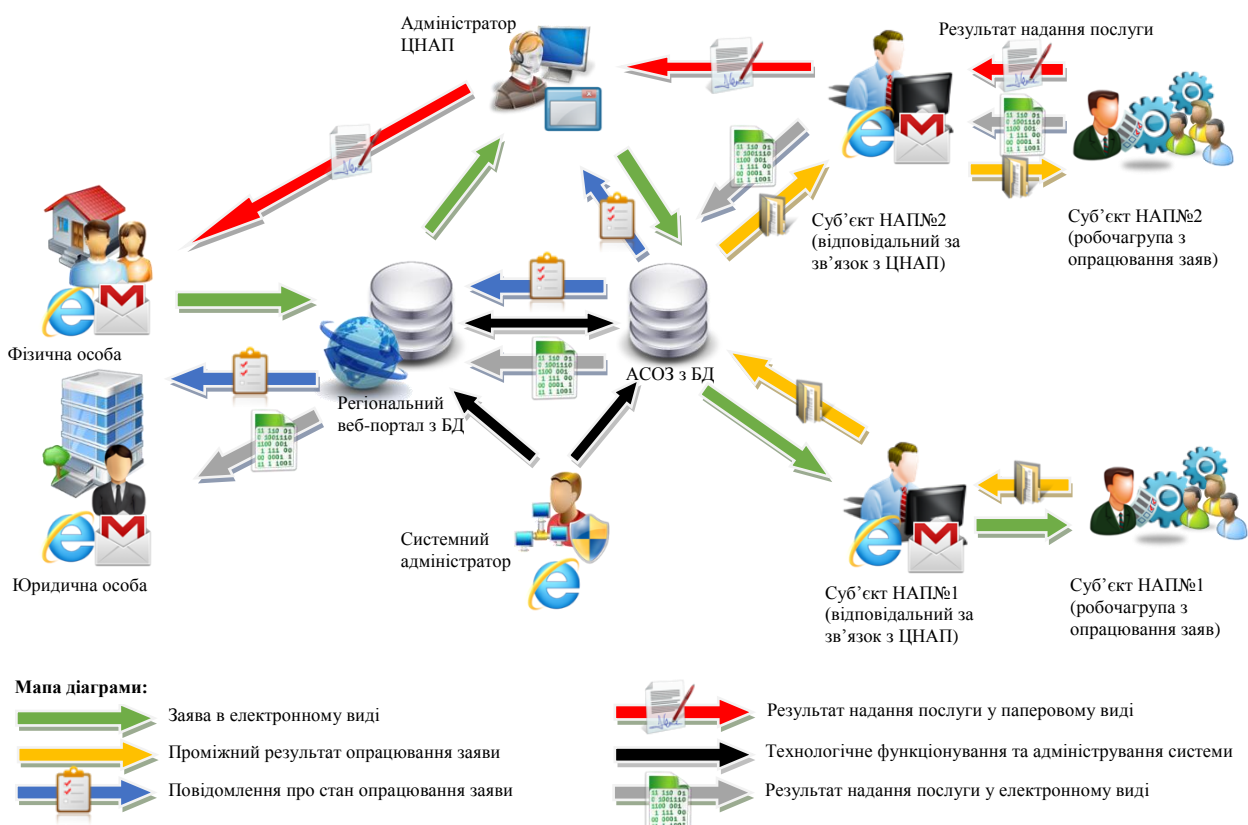 Адміністратор
ЦНАП
Результат надання послуги
Суб’єкт НАП№2
(відповідальний за
зв’язок з ЦНАП)
Суб’єкт НАП№2
(робочагрупа з
опрацювання заяв)
Фізична особа
АСОЗ з БД
Регіональний
веб-портал з БД
Системний
адміністратор
Юридична особа
Суб’єкт НАП№1
(відповідальний за
зв’язок з ЦНАП)
Суб’єкт НАП№1
(робочагрупа з
опрацювання заяв)
Мапа діаграми:
Заява в електронному виді
Проміжний результат опрацювання заяви
Повідомлення про стан опрацювання заяви
Результат надання послуги у паперовому виді
Технологічне функціонування та адміністрування системи
Результат надання послуги у електронному виді